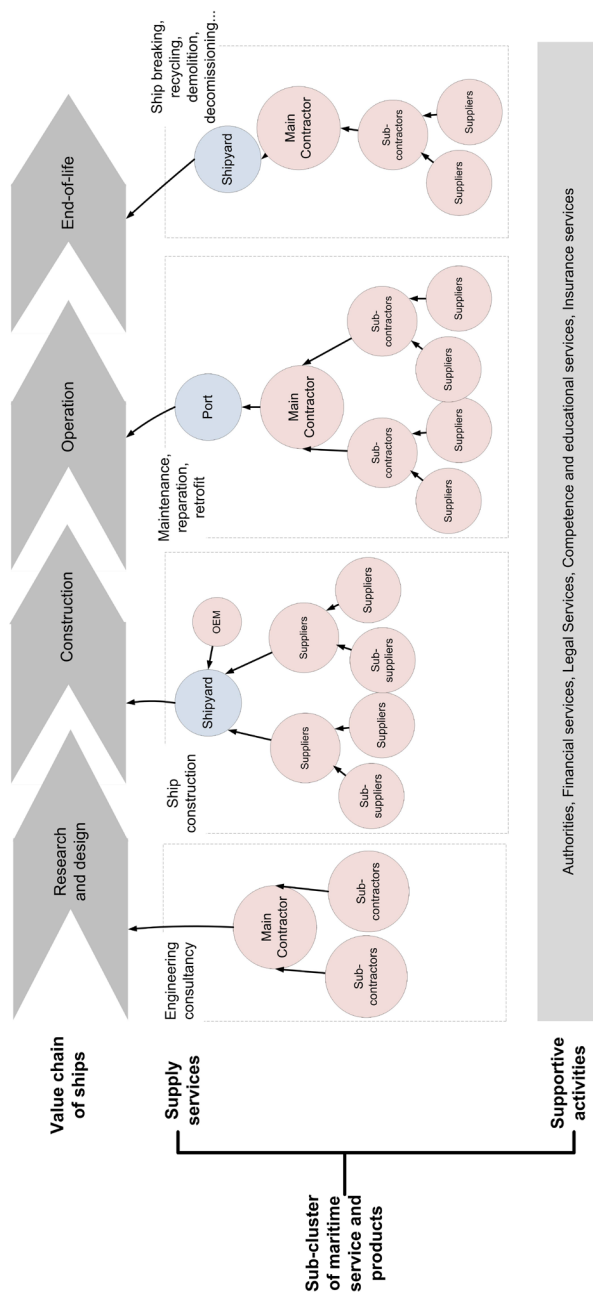 Value chain
of ships
Research
and design
Construction
Operation
End-of-life
Sub-cluster
of maritime
service and
products
Supply
services
Engineering
consultancy
Main
Contractor
Sub-
contractors
Sub-
contractors
Ship
construction
Shipyard
OEM
Suppliers
Suppliers
Sub-
suppliers
Suppliers
Sub-
suppliers
Suppliers
Maintenance,
reparation,
retrofit
Port
Main
Contractor
Sub-
contractors
Sub-
contractors
Suppliers
Suppliers
Suppliers
Suppliers
Ship breaking,
recycling,
demolition,
decomissioning...
Shipyard
Main
Contractor
Sub-
contractors
Suppliers
Suppliers
Supportive
activities
Authorities, Financial services, Legal Services, Competence and educational services, Insurance services